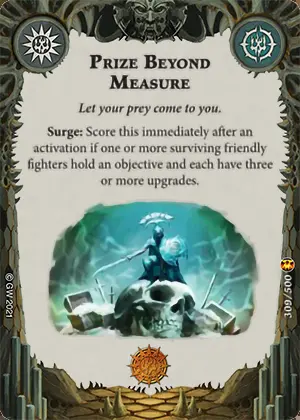 PRIZE BEYOND
MEASURE
Let your prey come to you.
Surge: Score this immediately after an
activation if one or more surviving friendly
fighters hold an objective and each have three
or more upgrades.
© GW 2021
309/500